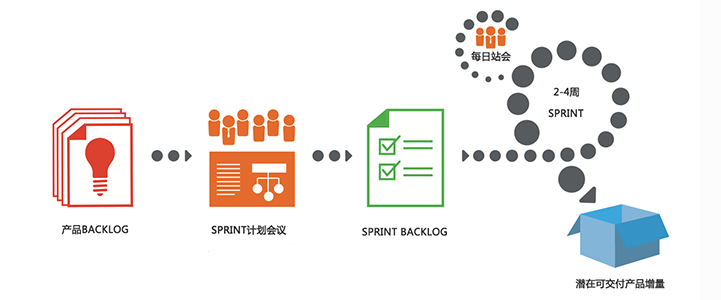 每日站会
2-4周
SPRINT
产品BACKLOG
SPRINT计划会议
SPRINT BACKLOG
潜在可交付产品增量